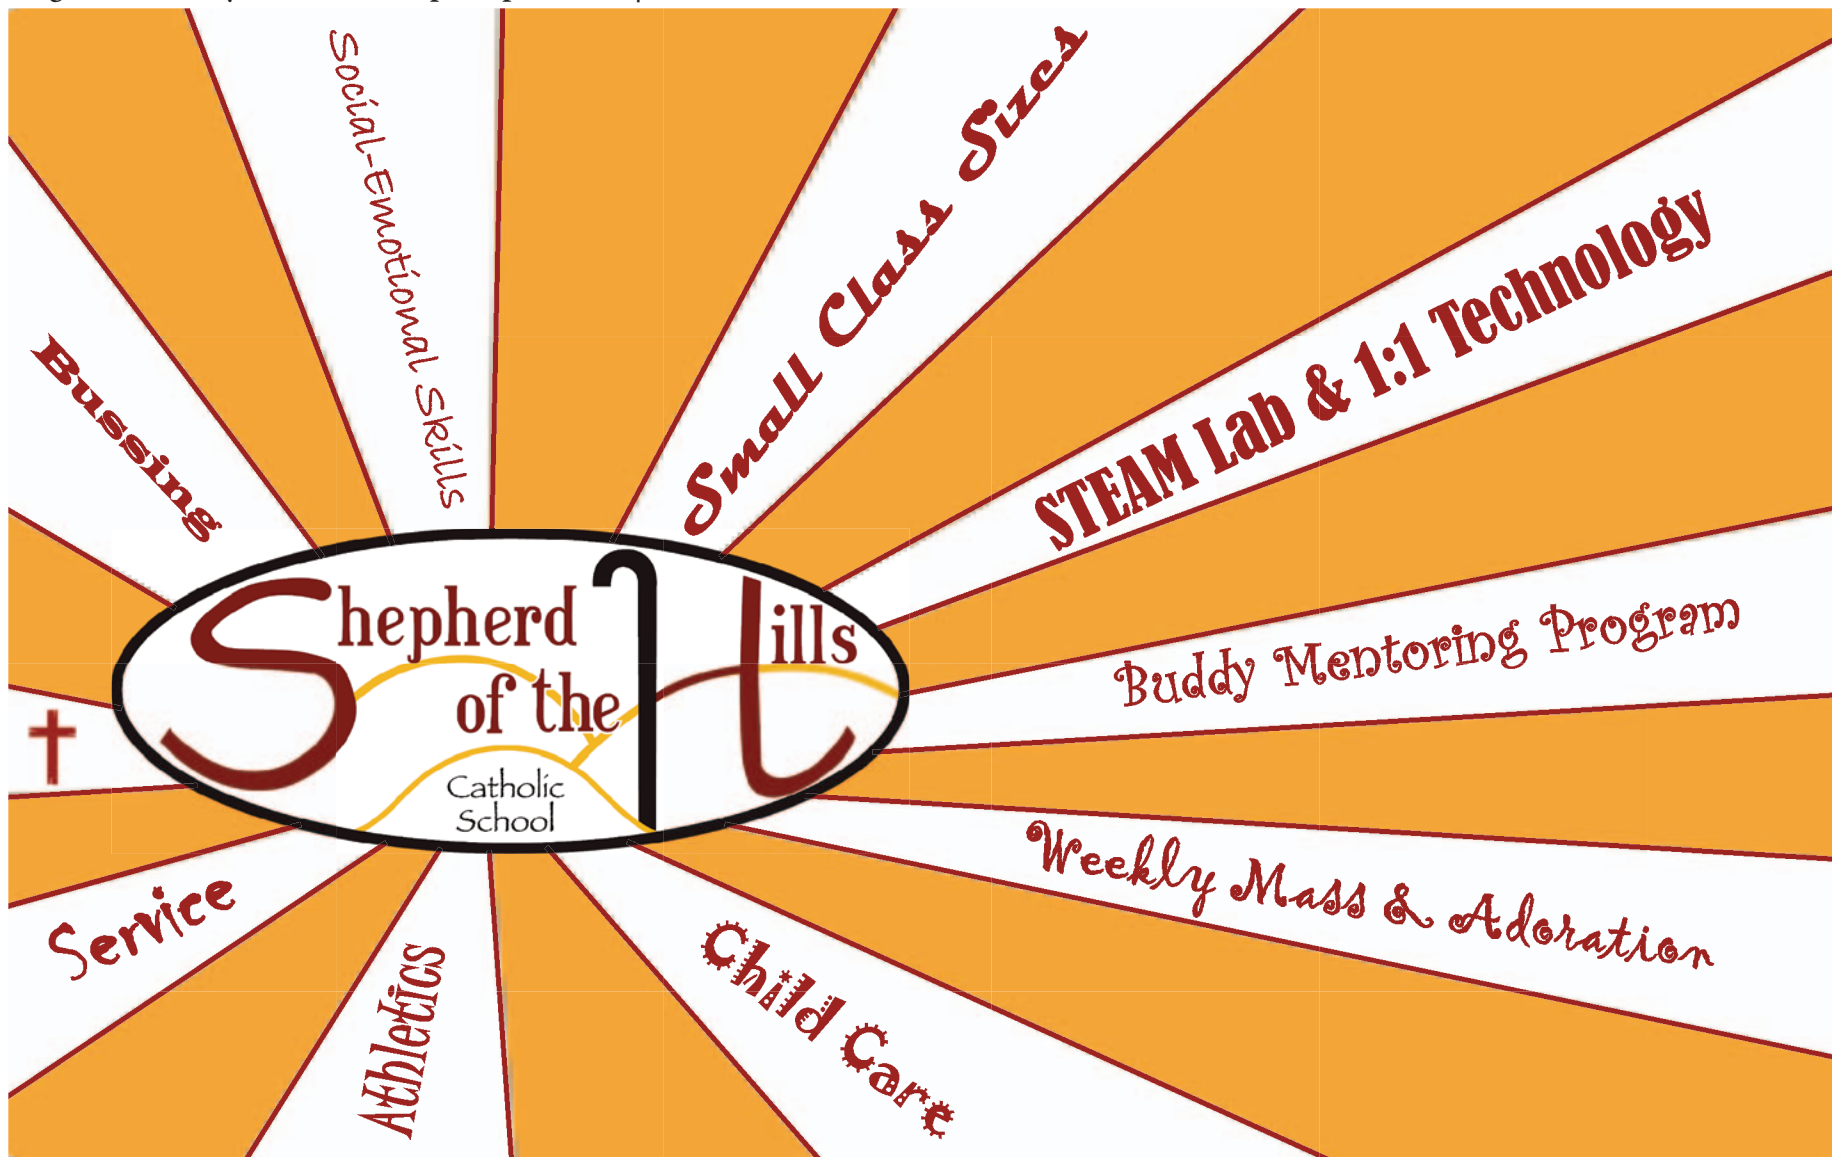 Social-Emotional Skills
Small Class Sizes
STEAM Lab & 1:1 Technology
Bussing
Shepherd
of the Hills
Catholic
School
Buddy Mentoring Program
Weekly Mass & Adoration
Service
Athletics
Child Care